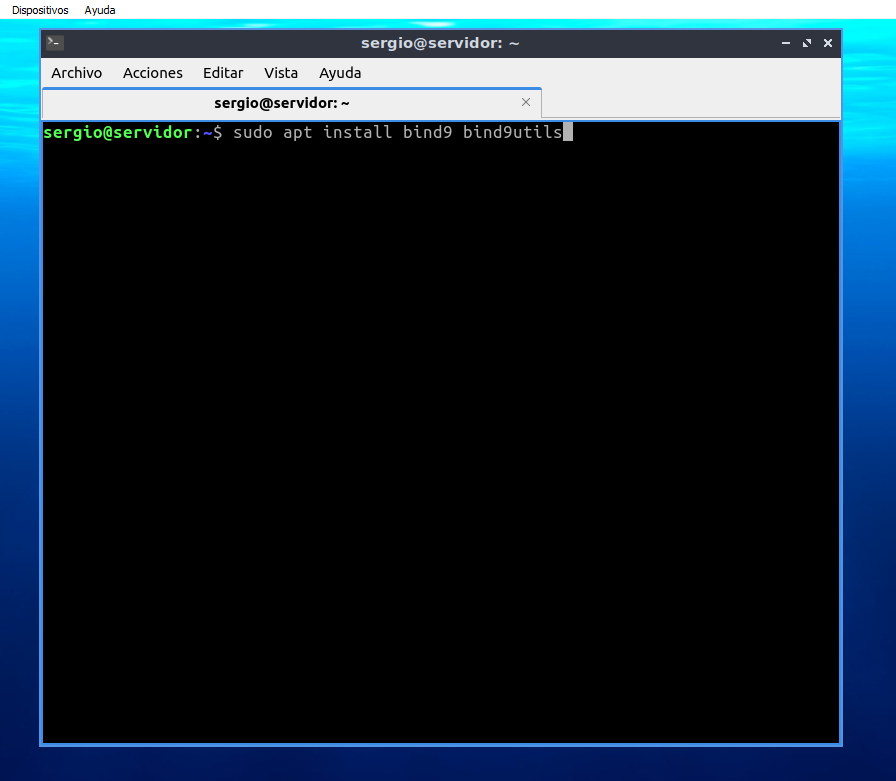 Dispositivos Ayuda
sergio@servidor: ~
Archivo Acciones Editar Vista Ayuda
sergio@servidor: ~
sergio@servidor:~$ sudo apt install bind9 bind9utils